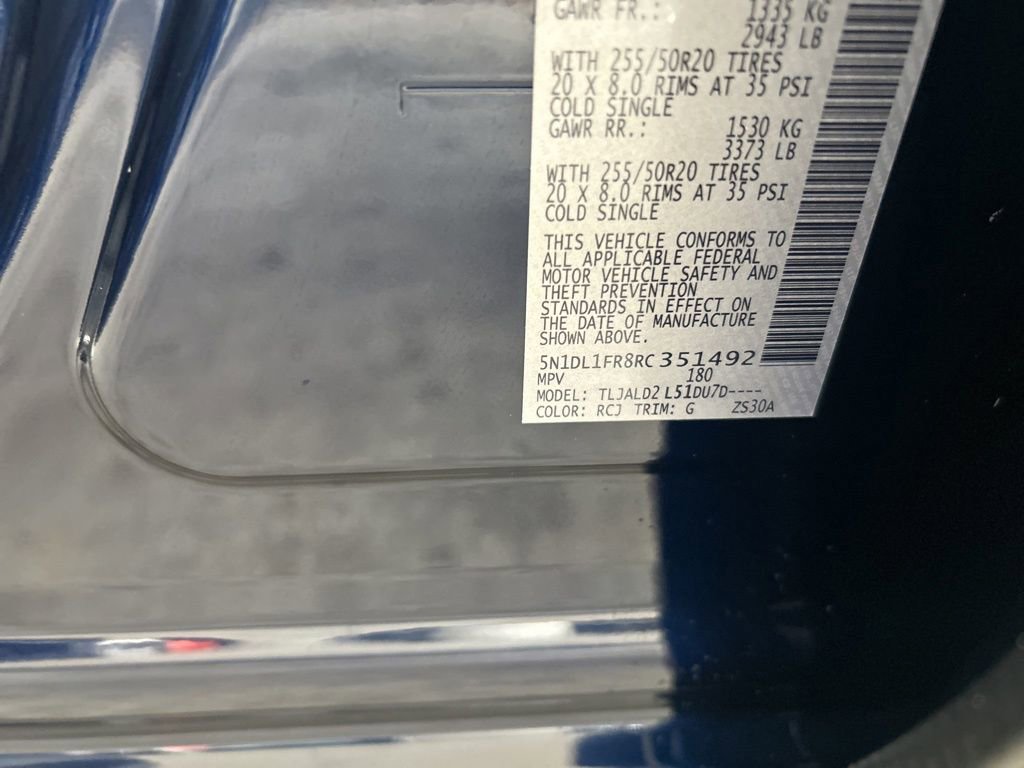 GAWR FR.: 1335 KG
2943 LB
WITH 255/50R20 TIRES
20 X 8.0 RIMS AT 35 PSI
COLD SINGLE
GAWR RR.: 1530 KG
3373 LB
WITH 255/50R20 TIRES
20 X 8.0 RIMS AT 35 PSI
COLD SINGLE
THIS VEHICLE CONFORMS TO
ALL APPLICABLE FEDERAL
MOTOR VEHICLE SAFETY AND
THEFT PREVENTION
STANDARDS IN EFFECT ON
THE DATE OF MANUFACTURE
SHOWN ABOVE.
5N1DL1FR8RC351492
MPV 180
MODEL: TLJALD2 L51DU7D----
COLOR: RCJ TRIM: G ZS30A